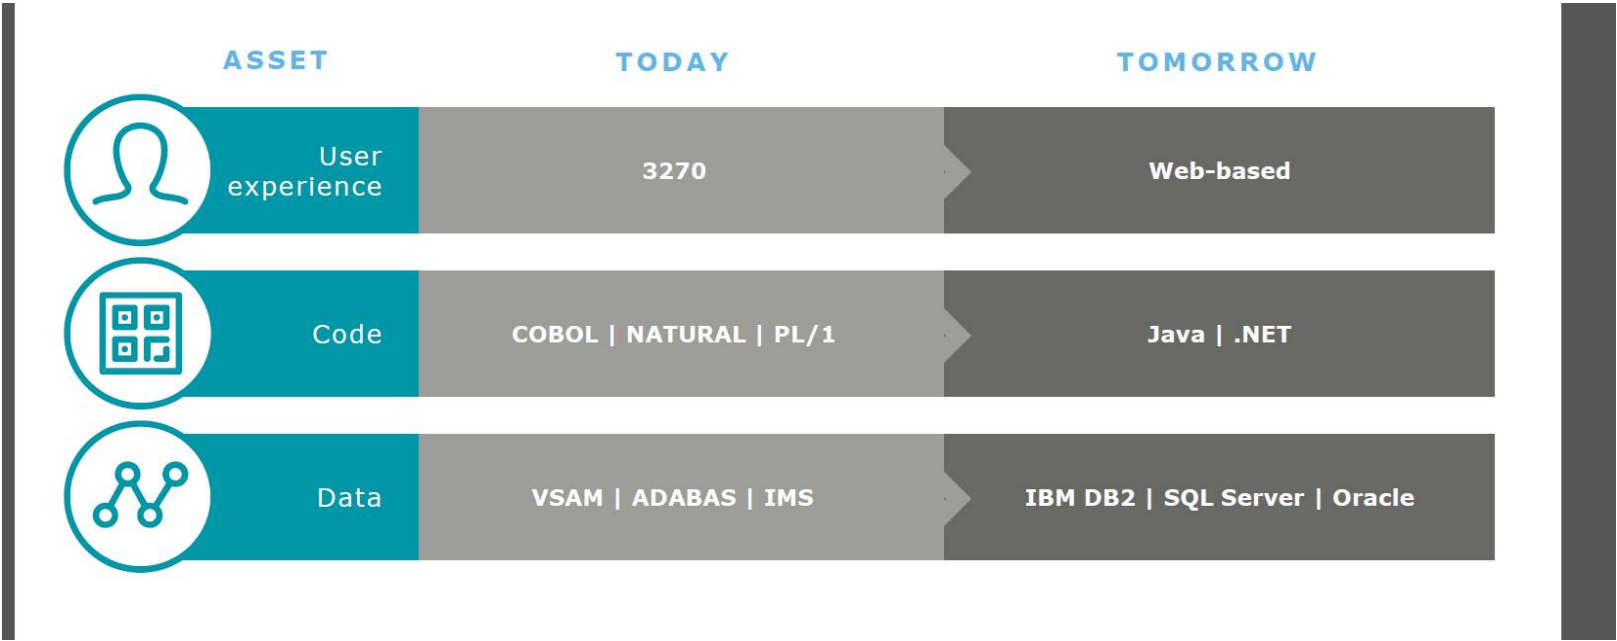 ASSET TODAY TOMORROW
User
experience
3270
Web-based
Code
COBOL | NATURAL | PL/1
Java | .NET
Data
VSAM | ADABAS | IMS
IBM DB2 | SQL Server | Oracle